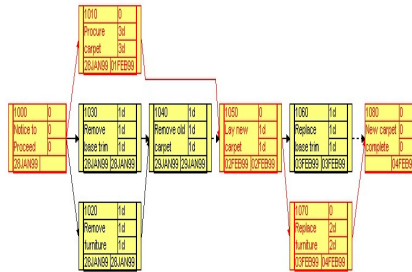 1010 0
Procure 3d
carpet 3d
28JAN99 01FEB99
1000 0
Notice to
Proceed 0
28JAN99
1030 1d
Remove 1d
base trim 1d
28JAN99 28JAN99
1040 1d
Remove old 1d
carpet 1d
29JAN99 29JAN99
1050 0
Lay new 1d
carpet 1d
02FEB99 02FEB99
1060 1d
Replace 1d
base trim 1d
03FEB99 03FEB99
1080 0
New carpet
complete 0
04FEB99
1020 1d
Remove 1d
furniture 1d
28JAN99 28JAN99
1070 0
Replace 2d
furniture 2d
03FEB99 04FEB99